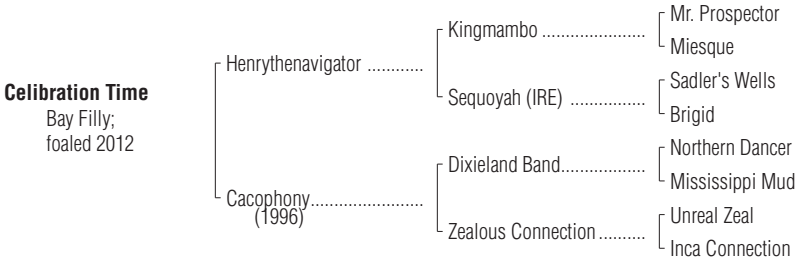 Mr. Prospector
Kingmambo ......................
Miesque
Henrythenavigator ............
Sadler's Wells
Sequoyah (IRE) ................
Brigid
Celibration Time
Bay Filly;
foaled 2012
Northern Dancer
Dixieland Band..................
Mississippi Mud
Cacophony........................
(1996)
Unreal Zeal
Zealous Connection ..........
Inca Connection